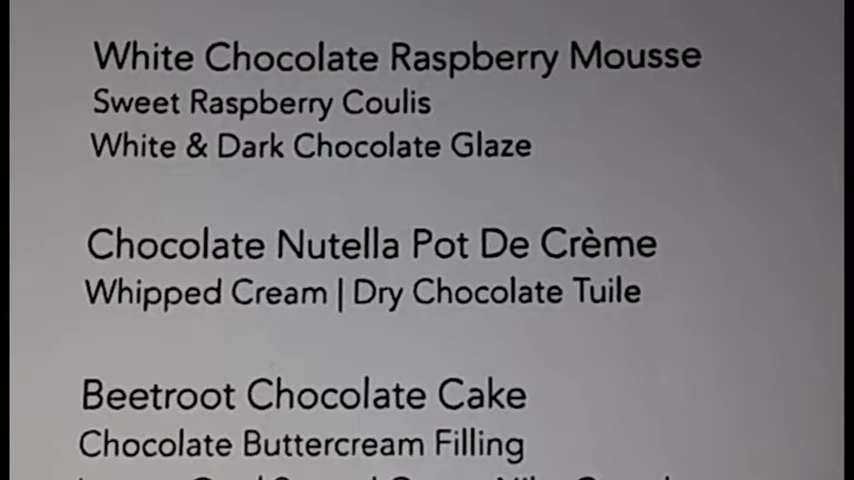 White Chocolate Raspberry Mousse
Sweet Raspberry Coulis
White & Dark Chocolate Glaze
Chocolate Nutella Pot De Crème
Whipped Cream | Dry Chocolate Tuile
Beetroot Chocolate Cake
Chocolate Buttercream Filling